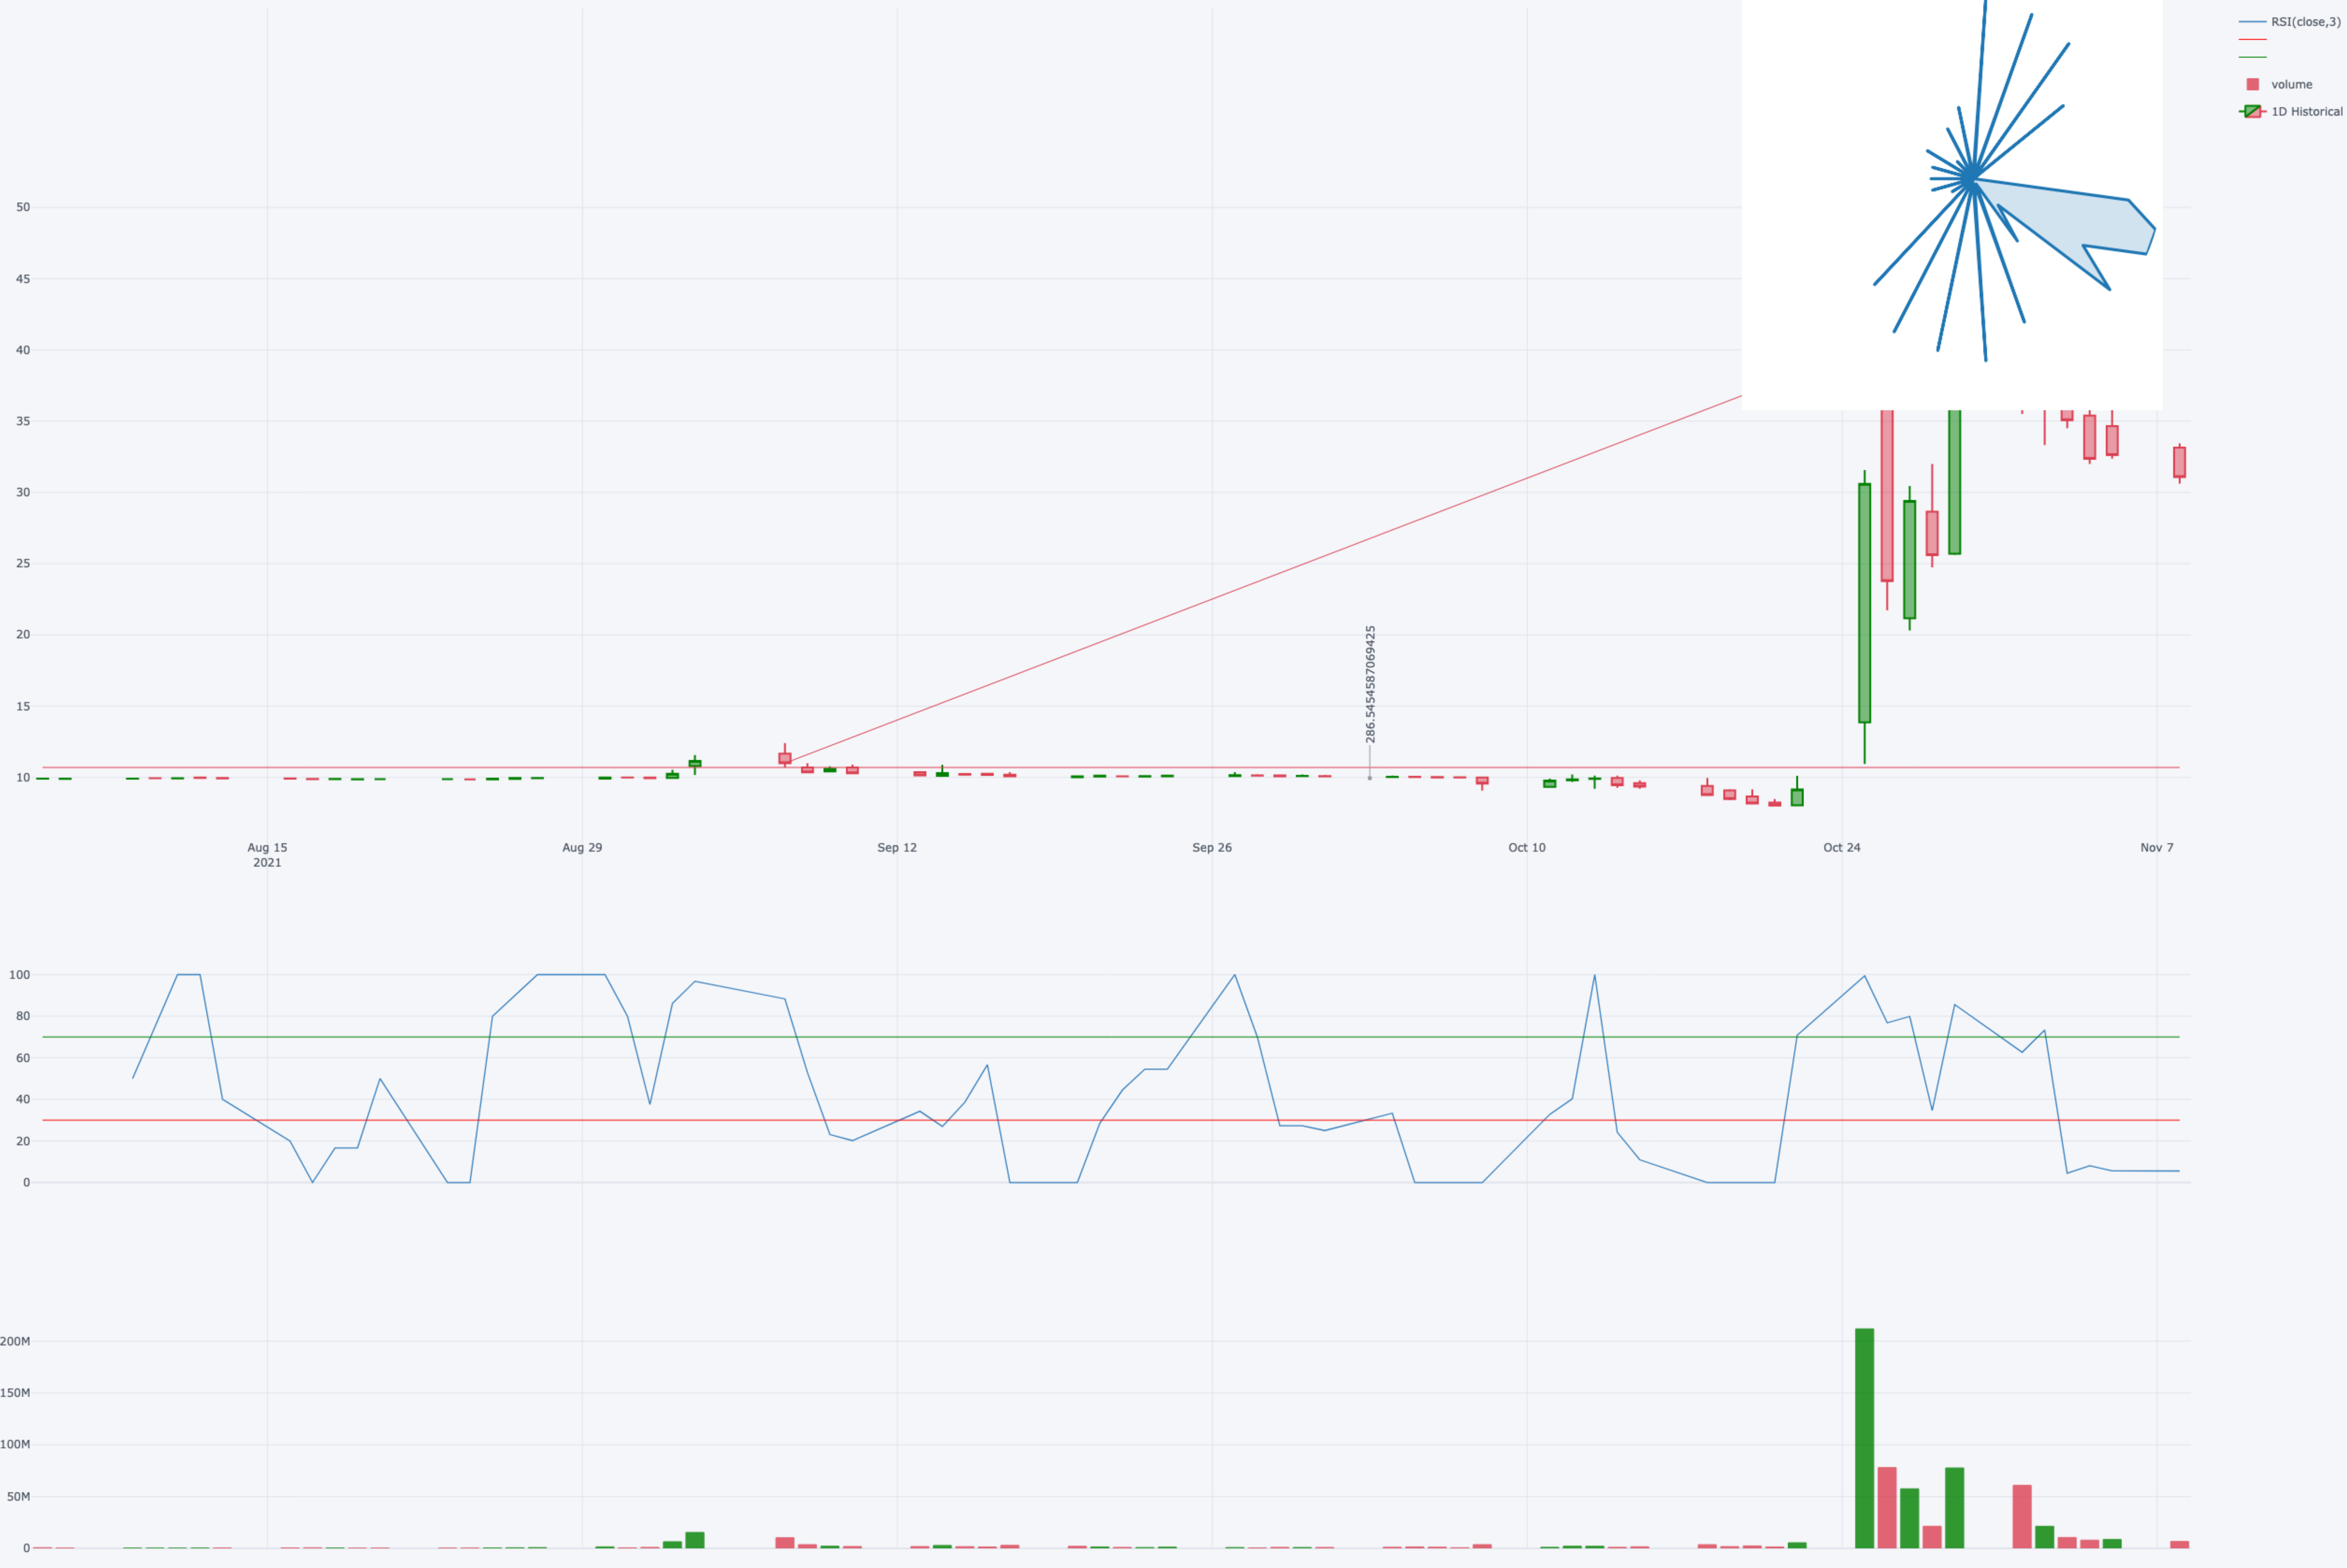 RSI(close,3)
volume
1D Historical
50
45
40
35
30
25
20
15
10
286.5454587069425
Aug 15
2021
Aug 29
Sep 12
Sep 26
Oct 10
Oct 24
Nov 7
100
80
60
40
20
0
200M
150M
100M
50M
0